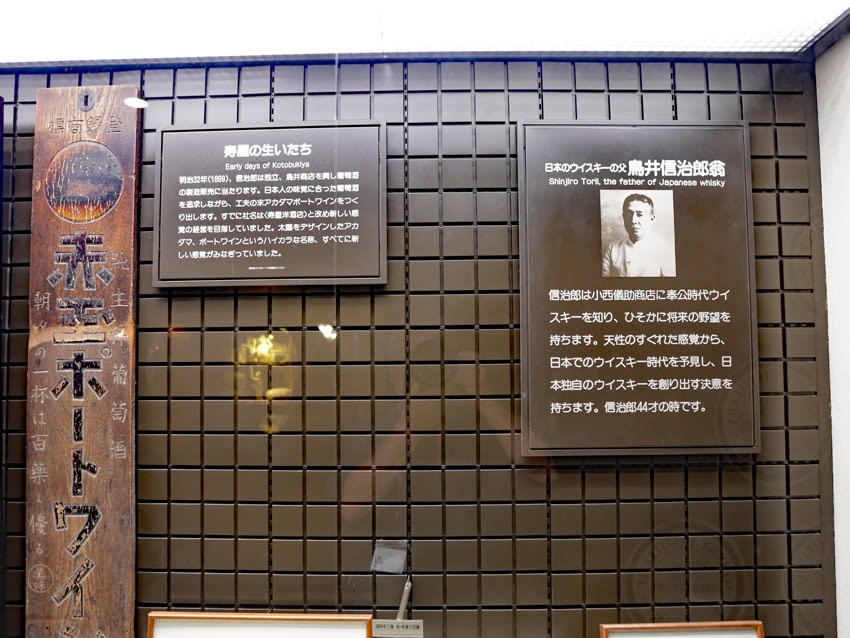 標商録登
赤玉ポートワイ
純生葡萄酒
の一杯は百薬に優る
寿屋の生いたち
Early days of Kotobukiya
明治32年(1899)、信治郎は独立、鳥井商店を興し葡萄酒
の製造販売に当たります。日本人の味覚に合った葡萄酒
を追求しながら、工夫の末アカダマポートワインをつく
り出します。すでに社名は〈寿屋洋酒店〉と改め新しい感
覚の経営を目指していました。太陽をデザインしたアカ
ダマ、ポートワインというハイカラな名称、すべてに新
しい感覚がみなぎっていました。
日本のウイスキーの父 鳥井信治郎翁
Shinjiro Torii, the father of Japanese whisky
信治郎は小西儀助商店に奉公時代ウイ
スキーを知り、ひそかに将来の野望を
持ちます。天性のすぐれた感覚から、
日本でのウイスキー時代を予見し、日
本独自のウイスキーを創り出す決意を
持ちます。信治郎44才の時です。